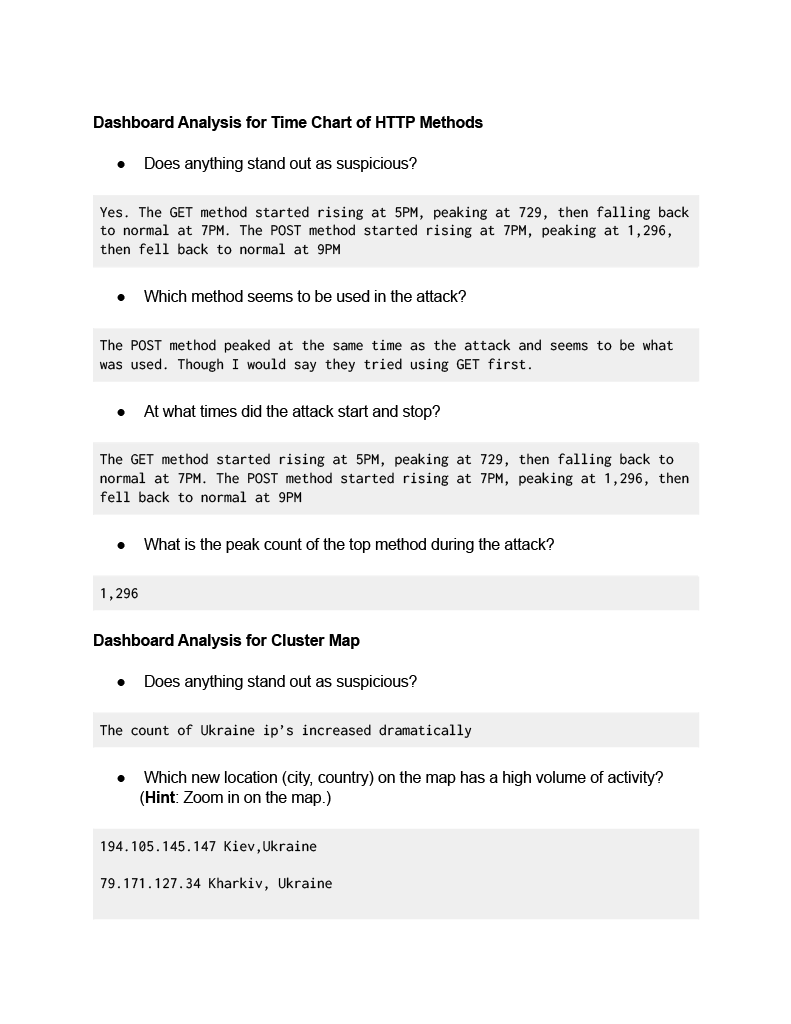 Dashboard Analysis for Time Chart of HTTP Methods
● Does anything stand out as suspicious?
Yes. The GET method started rising at 5PM, peaking at 729, then falling back
to normal at 7PM. The POST method started rising at 7PM, peaking at 1,296,
then fell back to normal at 9PM
● Which method seems to be used in the attack?
The POST method peaked at the same time as the attack and seems to be what
was used. Though I would say they tried using GET first.
● At what times did the attack start and stop?
The GET method started rising at 5PM, peaking at 729, then falling back to
normal at 7PM. The POST method started rising at 7PM, peaking at 1,296, then
fell back to normal at 9PM
● What is the peak count of the top method during the attack?
1,296
Dashboard Analysis for Cluster Map
● Does anything stand out as suspicious?
The count of Ukraine ip’s increased dramatically
● Which new location (city, country) on the map has a high volume of activity?
(Hint: Zoom in on the map.)
194.105.145.147 Kiev,Ukraine
79.171.127.34 Kharkiv, Ukraine